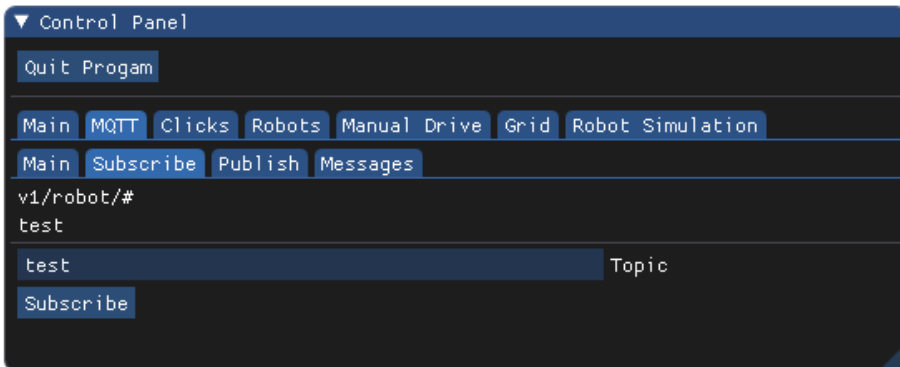 ▼ Control Panel
Quit Progam
Main MQTT Clicks Robots Manual Drive Grid Robot Simulation
Main Subscribe Publish Messages
v1/robot/#
test
test Topic
Subscribe